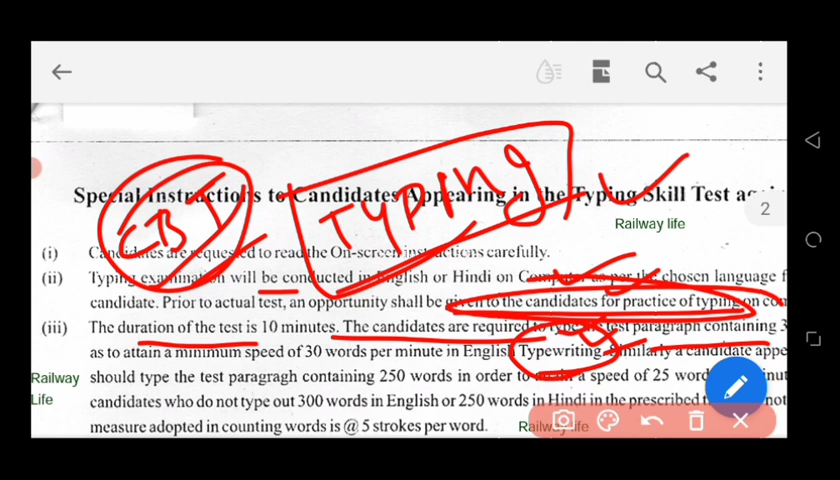 2
Special Instructions to Candidates Appearing in the Typing Skill Test
CBT
TYPing
Railway life
(i) Candidates are requested to read the On-screen instructions carefully.
(ii) Typing examination will be conducted in English or Hindi on Computer as per the chosen language
candidate. Prior to actual test, an opportunity shall be given to the candidates for practice of typing on
(iii) The duration of the test is 10 minutes. The candidates are required to type the test paragraph containing
as to attain a minimum speed of 30 words per minute in English Typewriting. Similarly a candidate
Railway Life
should type the test paragragh containing 250 words in order to a speed of 25
candidates who do not type out 300 words in English or 250 words in Hindi in the prescribed not
measure adopted in counting words is @ 5 strokes per word.
Railway life